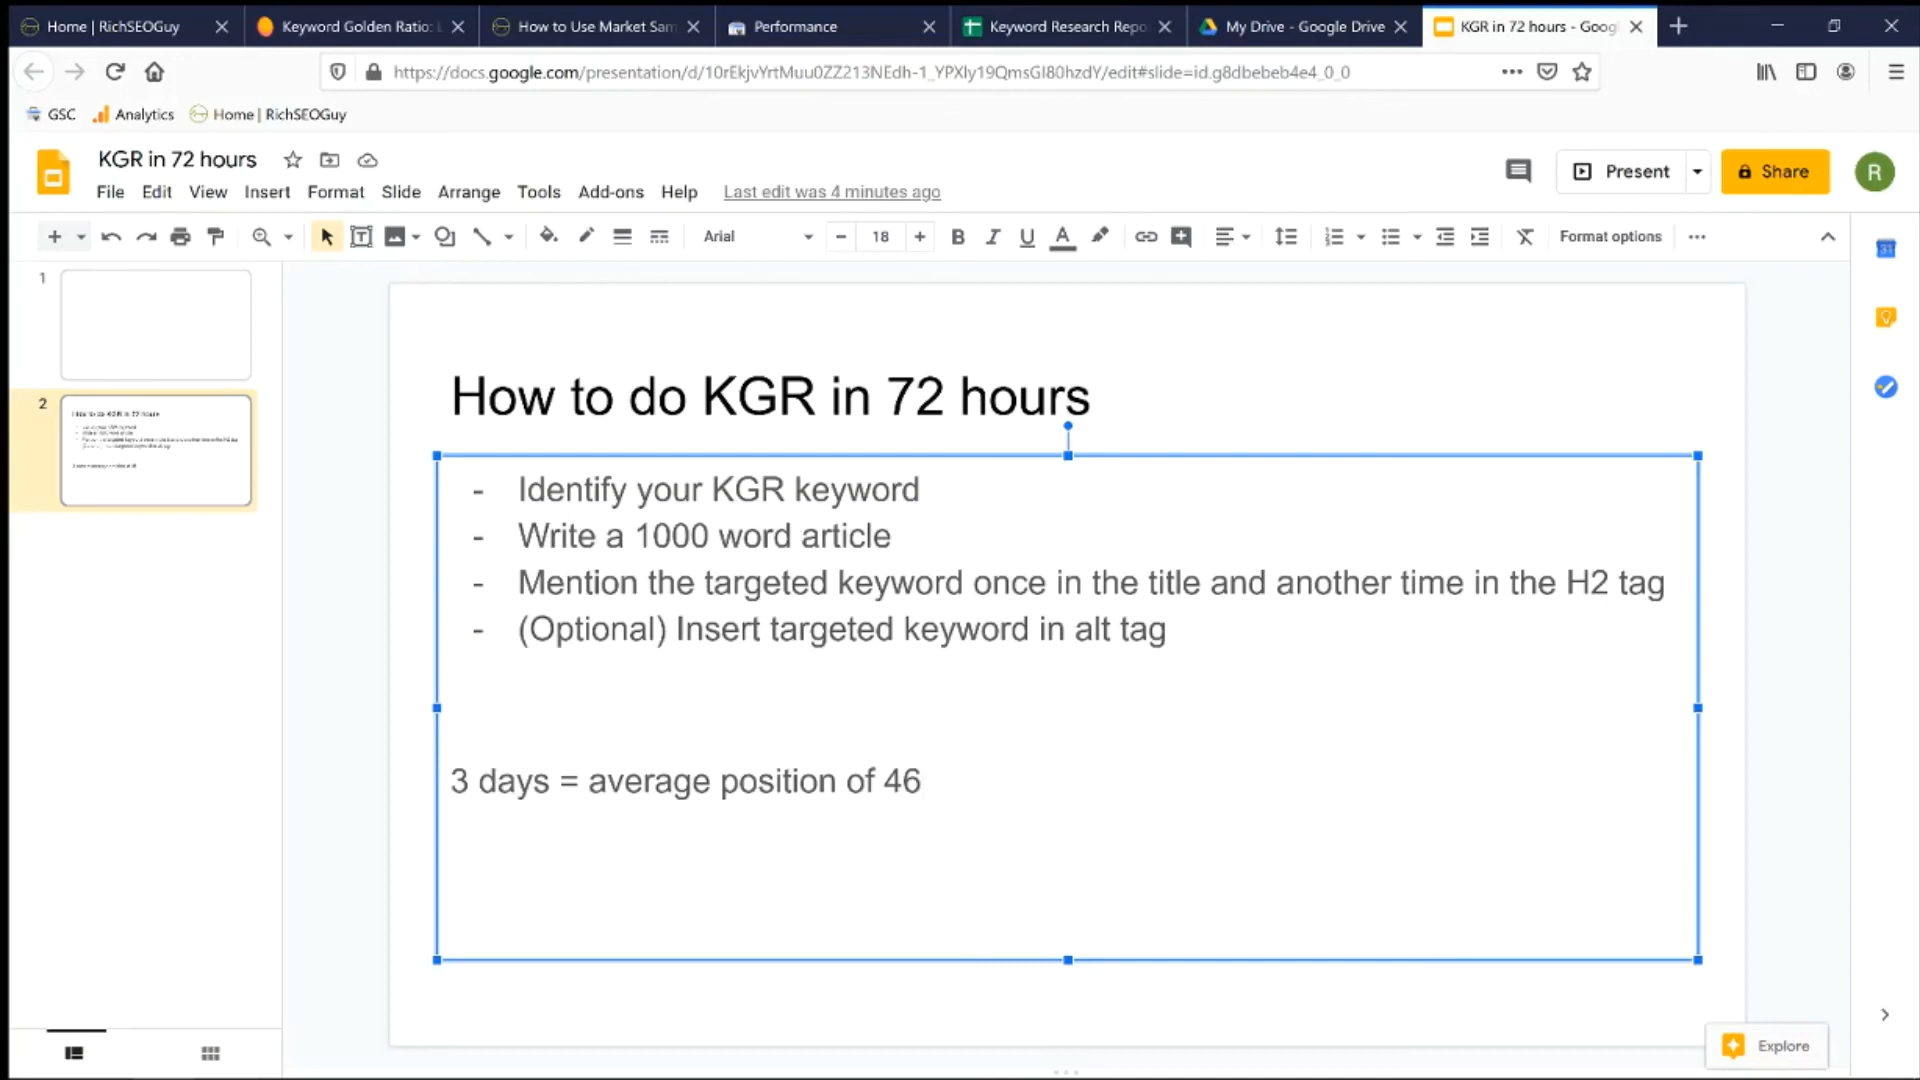 Home | RichSEOGuy
Keyword Golden Ratio:
How to Use Market Sam
Performance
Keyword Research Repo
My Drive - Google Drive
KGR in 72 hours - Goog
https://docs.google.com/presentation/d/10rEkjvYrtMuu0ZZ213NEdh-1_YPXly19QmsGI80hzdY/edit#slide=id.g8dbebeb4e4_0_0
GSC
Analytics
Home | RichSEOGuy
KGR in 72 hours
Present
Share
R
File Edit View Insert Format Slide Arrange Tools Add-ons Help Last edit was 4 minutes ago
Arial
18
B I U A
Format options
31
1
2
How to do KGR in 72 hours
- Identify your KGR keyword
- Write a 1000 word article
- Mention the targeted keyword once in the title and another time in the H2 tag
- (Optional) Insert targeted keyword in alt tag
3 days = average position of 46
Explore